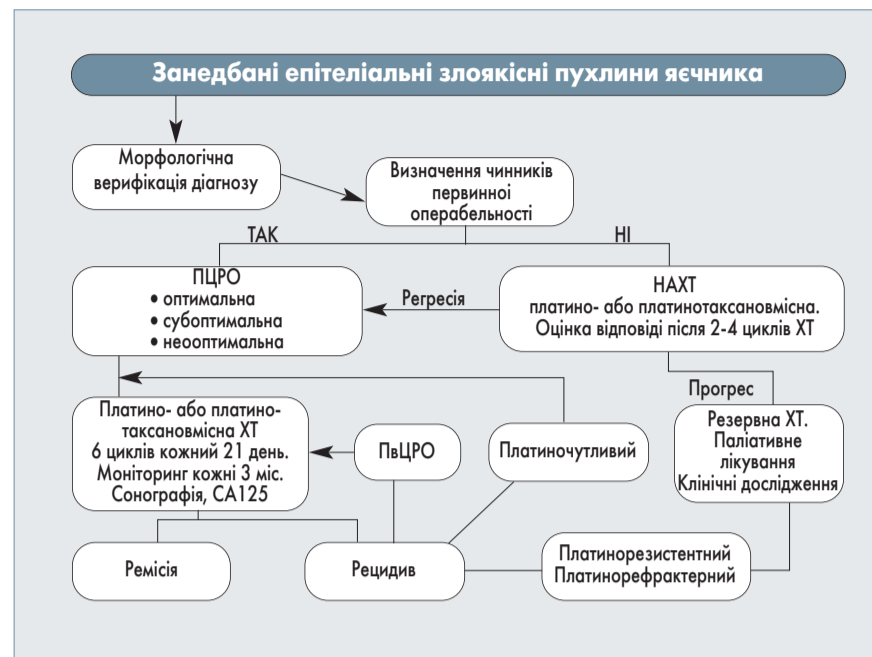 Занедбані епітеліальні злоякісні пухлини яєчника
Морфологічна
верифікація діагнозу
Визначення чинників
первинної
операбельності
ТАК
НІ
ПЦРО
• оптимальна
• субоптимальна
• неооптимальна
Регресія
НАХТ
платино- або платинотаксановмісна.
Оцінка відповіді після 2-4 циклів ХТ
Прогрес
Платино- або платино-
таксановмісна ХТ
6 циклів кожний 21 день.
Моніторинг кожні 3 міс.
Сонографія, СА125
ПвЦРО
Платиночутливий
Резервна ХТ.
Паліативне
лікування
Клінічні дослідження
Ремісія
Рецидив
Платинорезистентний
Платинорефрактерний